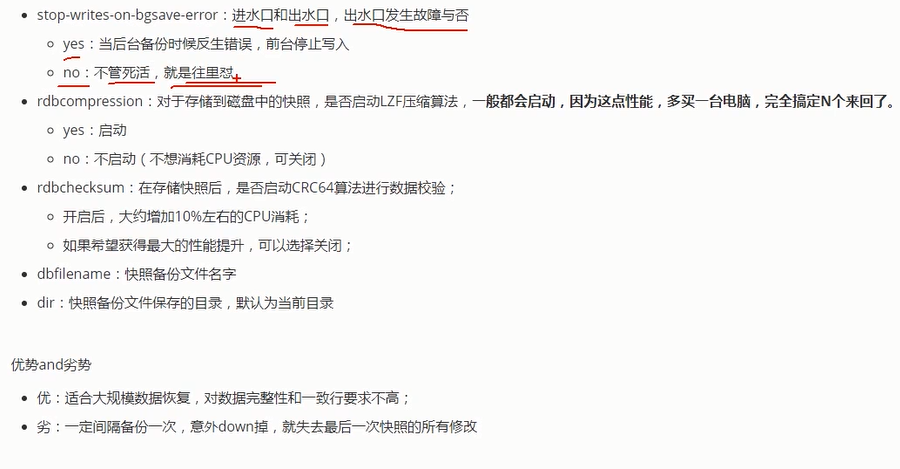 stop-writes-on-bgsave-error：进水口和出水口，出水口发生故障与否
yes：当后台备份时候反生错误，前台停止写入
no：不管死活，就是往里怼
rdbcompression：对于存储到磁盘中的快照，是否启动LZF压缩算法，一般都会启动，因为这点性能，多买一台电脑，完全搞定N个来回了。
yes：启动
no：不启动（不想消耗CPU资源，可关闭）
rdbchecksum：在存储快照后，是否启动CRC64算法进行数据校验；
开启后，大约增加10%左右的CPU消耗；
如果希望获得最大的性能提升，可以选择关闭；
dbfilename：快照备份文件名字
dir：快照备份文件保存的目录，默认为当前目录
优势and劣势
优：适合大规模数据恢复，对数据完整性和一致行要求不高；
劣：一定间隔备份一次，意外down掉，就失去最后一次快照的所有修改